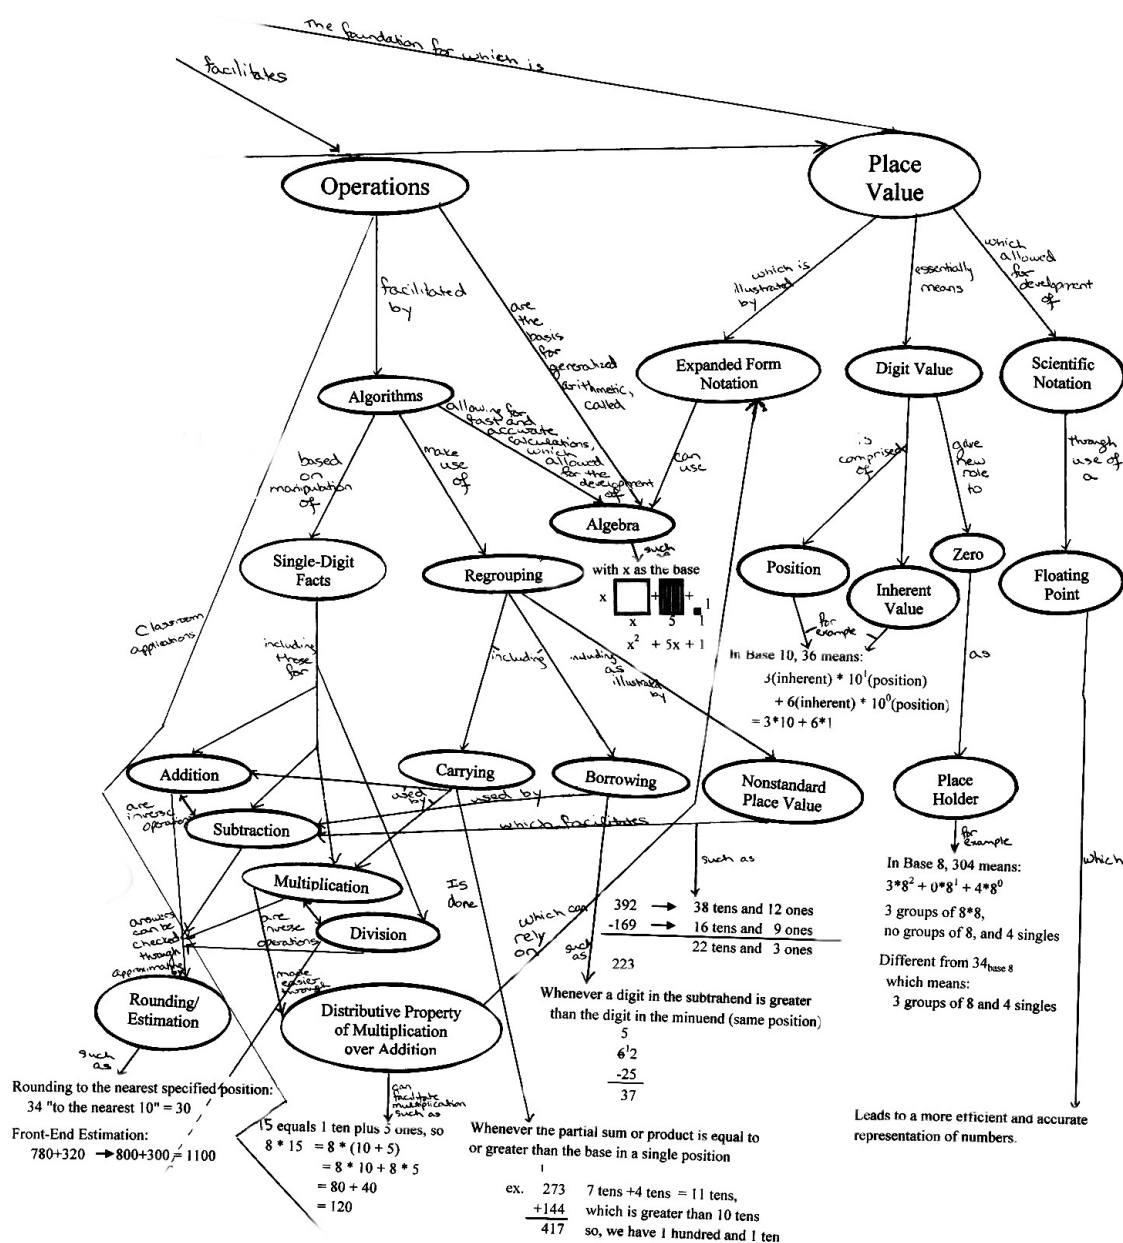 The foundation for which is
facilitates
Operations
Place
Value
facilitated
by
are
the
basis
for
generalized
arithmetic,
called
which is
illustrated
by
essentially
means
which
allowed
for
development
of
Algorithms
Expanded Form
Notation
Digit Value
Scientific
Notation
based
on
manipulation
of
make
use
of
allowing for
fast and
accurate
calculations,
which
allowed
for the
development
of
can
use
is
comprised
of
gave
new
role
to
through
use of
a
Single-Digit
Facts
Regrouping
Algebra
Position
Inherent
Value
Zero
Floating
Point
such
as
with x as the base
x + + 1
x 5 1
x² + 5x + 1
for
example
In Base 10, 36 means:
3(inherent) * 10¹(position)
+ 6(inherent) * 10⁰(position)
= 3*10 + 6*1
as
Classroom
applications
including
those
for
including
including
as
illustrated
by
Addition
Carrying
Borrowing
Nonstandard
Place Value
Place
Holder
are
inverse
operations
used
by
used by
which facilitates
Subtraction
Multiplication
Division
are
inverse
operations
answers
can be
checked
through
approximation
made
easier
through
Is
done
which can
rely
on
such
as
such as
for
example
which
392 → 38 tens and 12 ones
-169 → 16 tens and 9 ones
22 tens and 3 ones
223
In Base 8, 304 means:
3*8² + 0*8¹ + 4*8⁰
3 groups of 8*8,
no groups of 8, and 4 singles
Different from 34base 8
which means:
3 groups of 8 and 4 singles
Rounding/
Estimation
Distributive Property
of Multiplication
over Addition
Whenever a digit in the subtrahend is greater
than the digit in the minuend (same position)
5
6¹2
-25
37
such
as
Rounding to the nearest specified position:
34 "to the nearest 10" = 30
Front-End Estimation:
780+320 → 800+300 = 1100
can
facilitate
multiplication
such as
15 equals 1 ten plus 5 ones, so
8 * 15 = 8 * (10 + 5)
= 8 * 10 + 8 * 5
= 80 + 40
= 120
Whenever the partial sum or product is equal to
or greater than the base in a single position
1
ex. 273 7 tens +4 tens = 11 tens,
+144 which is greater than 10 tens
417 so, we have 1 hundred and 1 ten
Leads to a more efficient and accurate
representation of numbers.